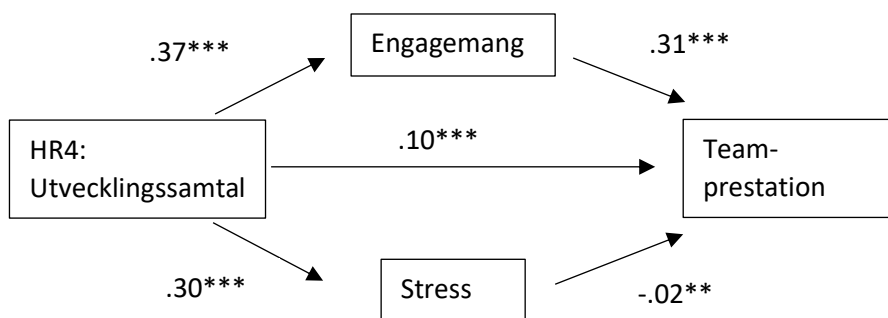 Engagemang
.37***
.31***
HR4:
Utvecklingssamtal
.10***
Team-
prestation
.30***
Stress
-.02**